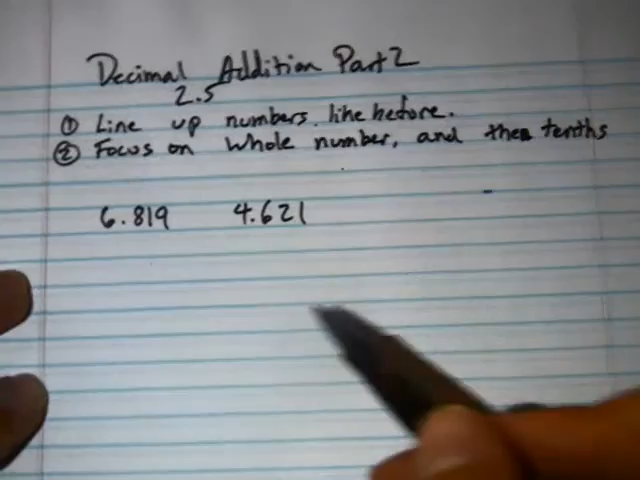 Decimal Addition Part 2
2.5
① Line up numbers like before.
② Focus on whole number, and the tenths
6.819 4.621